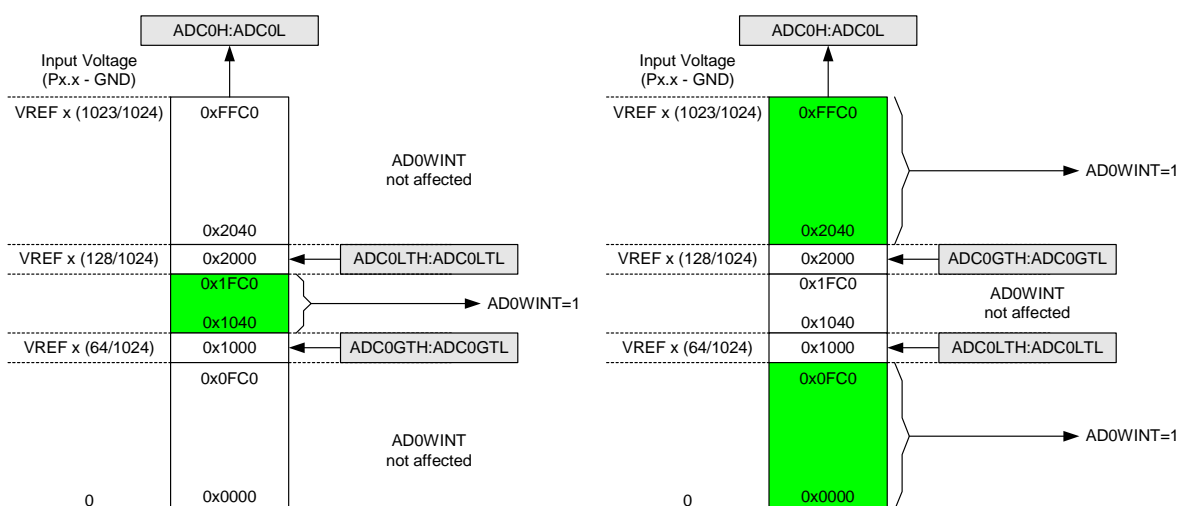 ADC0H:ADC0L
Input Voltage
(Px.x - GND)
VREF x (1023/1024)
0xFFC0
AD0WINT
not affected
0x2040
VREF x (128/1024)
0x2000
ADC0LTH:ADC0LTL
0x1FC0
AD0WINT=1
0x1040
VREF x (64/1024)
0x1000
ADC0GTH:ADC0GTL
0x0FC0
AD0WINT
not affected
0
0x0000
ADC0H:ADC0L
Input Voltage
(Px.x - GND)
VREF x (1023/1024)
0xFFC0
AD0WINT=1
0x2040
VREF x (128/1024)
0x2000
ADC0GTH:ADC0GTL
0x1FC0
AD0WINT
not affected
0x1040
VREF x (64/1024)
0x1000
ADC0LTH:ADC0LTL
0x0FC0
AD0WINT=1
0
0x0000